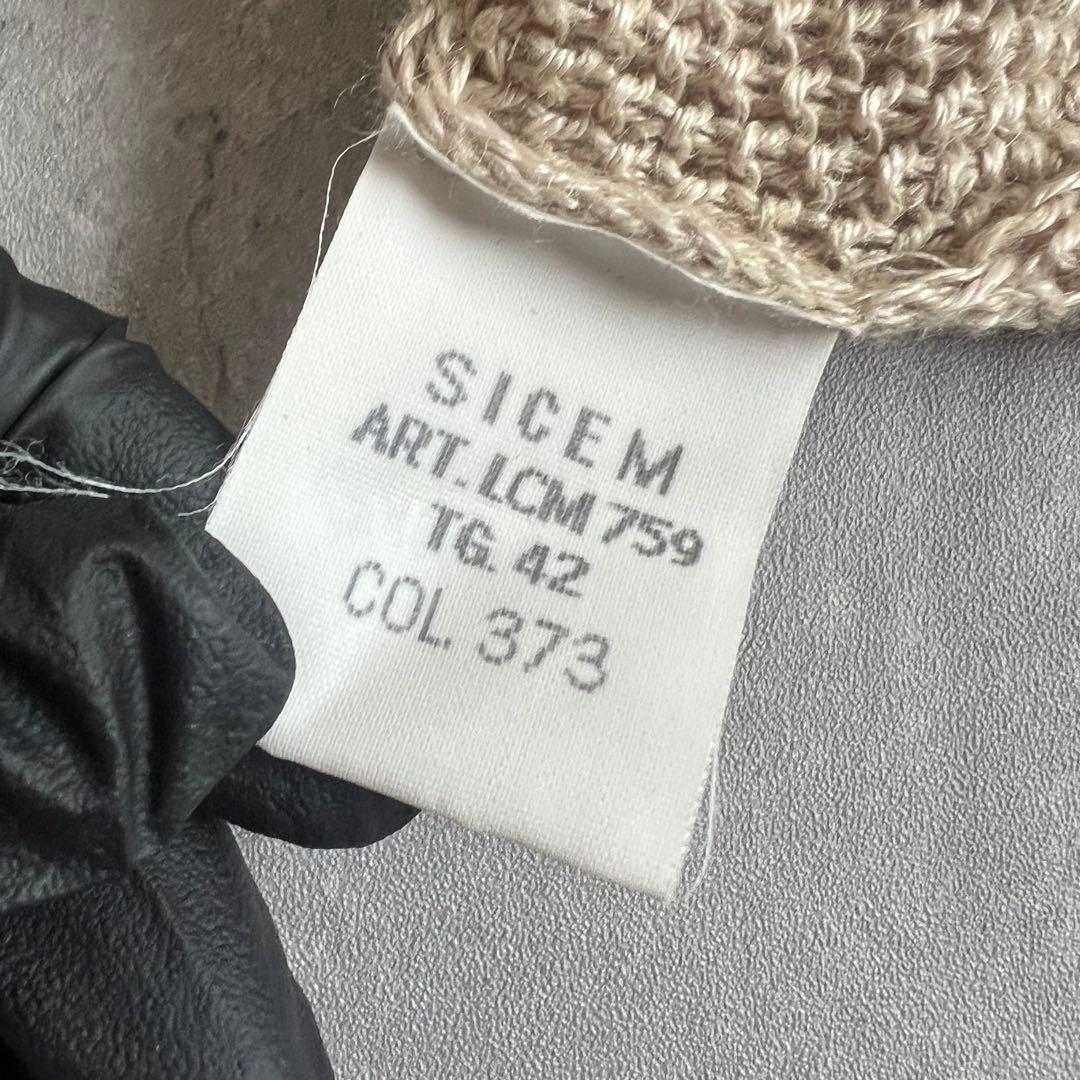 SICEM
ART. LCM 759
TG. 42
COL. 373